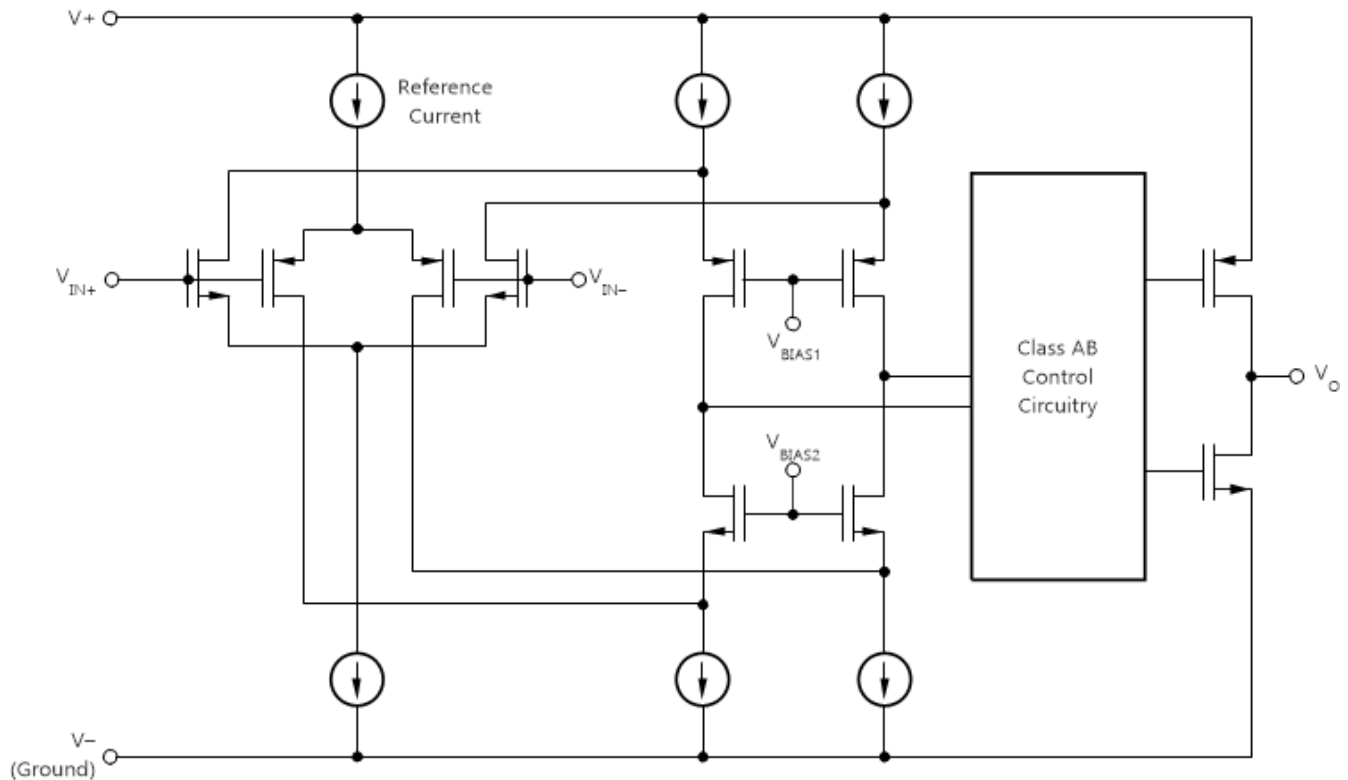 V+
Reference
Current
VIN+
VIN–
VBIAS1
Class AB
Control
Circuitry
VO
VBIAS2
V–
(Ground)